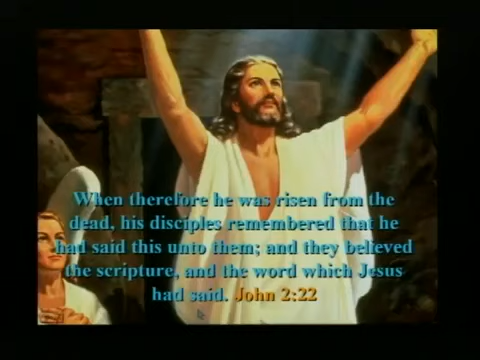 When therefore he was risen from the
dead, his disciples remembered that he
had said this unto them; and they believed
the scripture, and the word which Jesus
had said. John 2:22